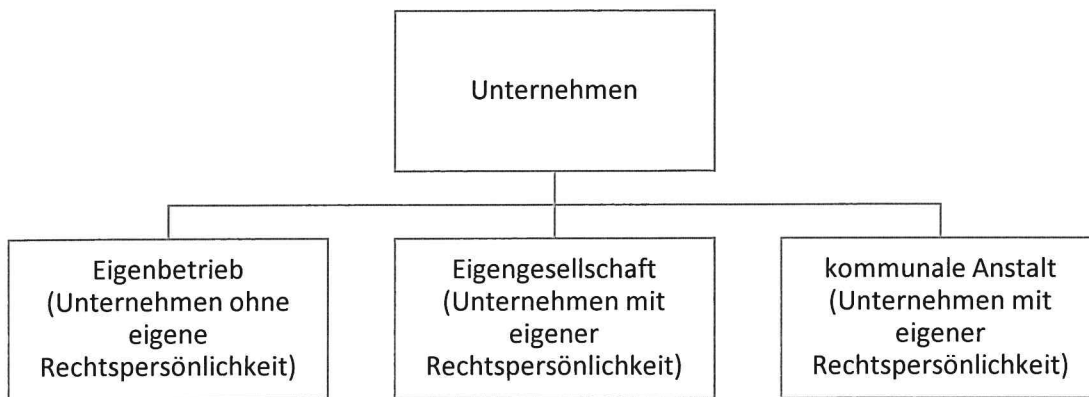 Unternehmen
Eigenbetrieb
(Unternehmen ohne
eigene
Rechtspersönlichkeit)
Eigengesellschaft
(Unternehmen mit
eigener
Rechtspersönlichkeit)
kommunale Anstalt
(Unternehmen mit
eigener
Rechtspersönlichkeit)